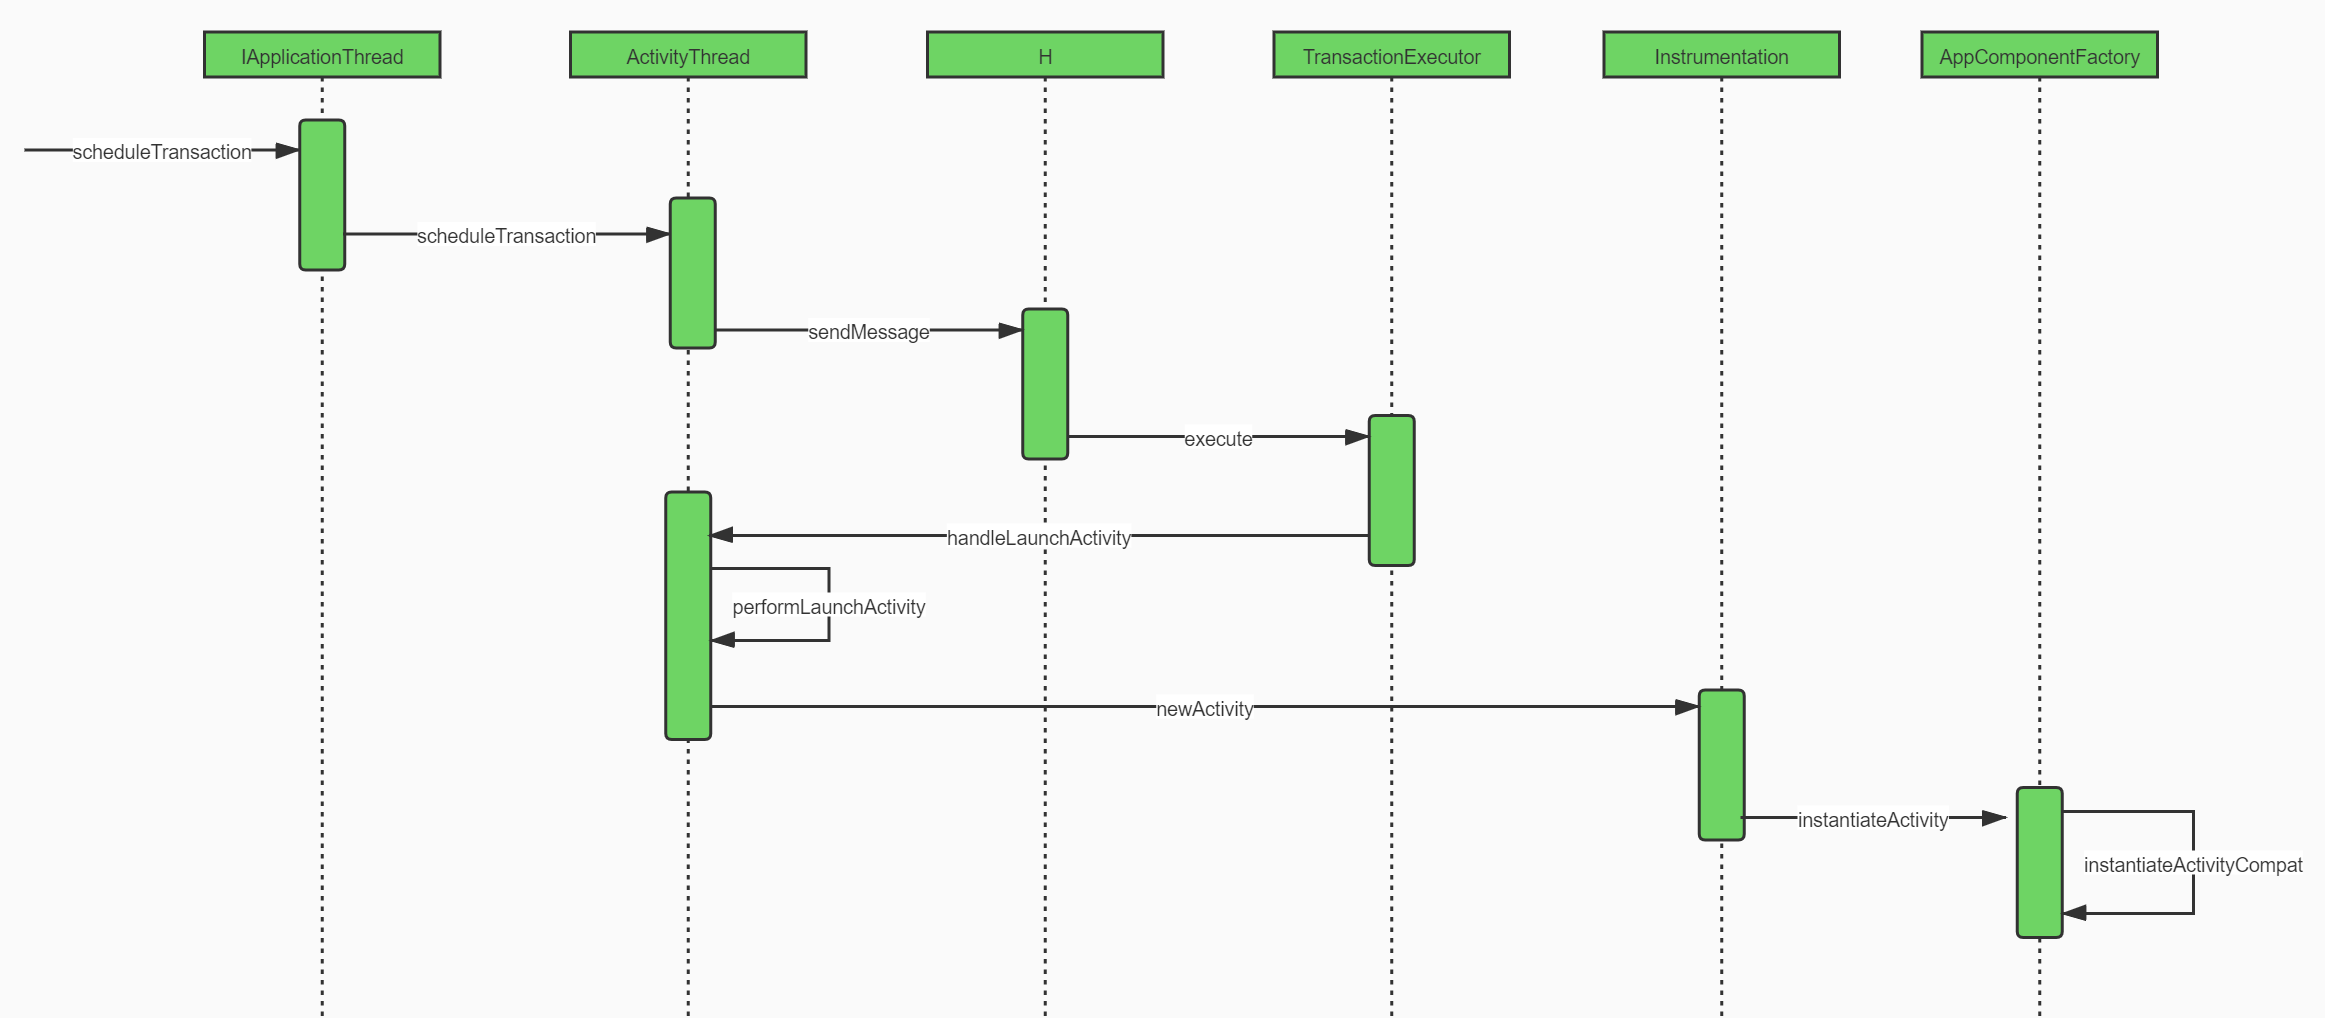 IApplicationThread
ActivityThread
H
TransactionExecutor
Instrumentation
AppComponentFactory
scheduleTransaction
scheduleTransaction
sendMessage
execute
handleLaunchActivity
performLaunchActivity
newActivity
instantiateActivity
instantiateActivityCompat